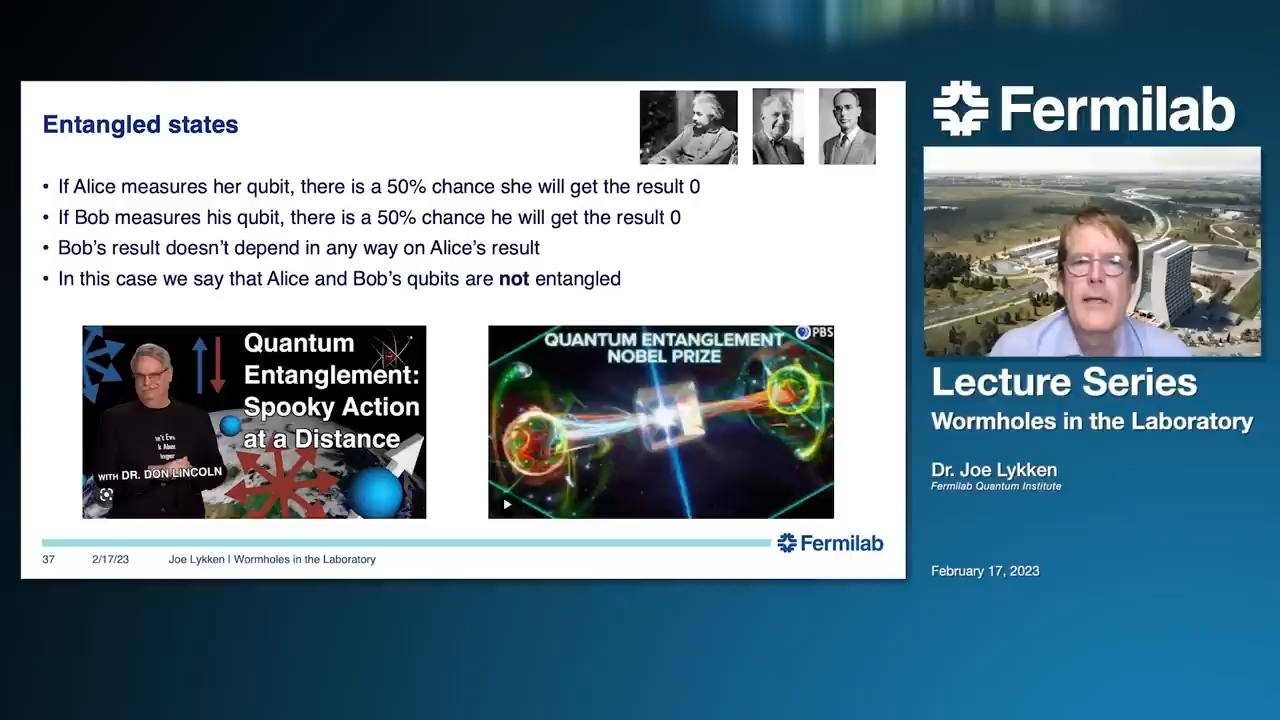 Entangled states
• If Alice measures her qubit, there is a 50% chance she will get the result 0
• If Bob measures his qubit, there is a 50% chance he will get the result 0
• Bob's result doesn't depend in any way on Alice's result
• In this case we say that Alice and Bob's qubits are not entangled
Quantum
Entanglement:
Spooky Action
at a Distance
WITH DR. DON LINCOLN
PBS
QUANTUM ENTANGLEMENT
NOBEL PRIZE
Fermilab
37 2/17/23 Joe Lykken | Wormholes in the Laboratory
Fermilab
Lecture Series
Wormholes in the Laboratory
Dr. Joe Lykken
Fermilab Quantum Institute
February 17, 2023